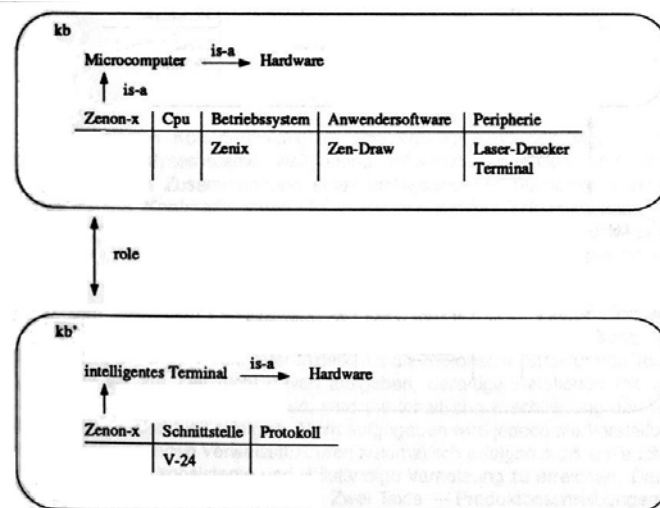 kb
is-a
Microcomputer Hardware
is-a
Zenon-x Cpu Betriebssystem Anwendersoftware Peripherie
Zenix Zen-Draw Laser-Drucker
Terminal
role
kb*
is-a
intelligentes Terminal Hardware
Zenon-x Schnittstelle Protokoll
V-24